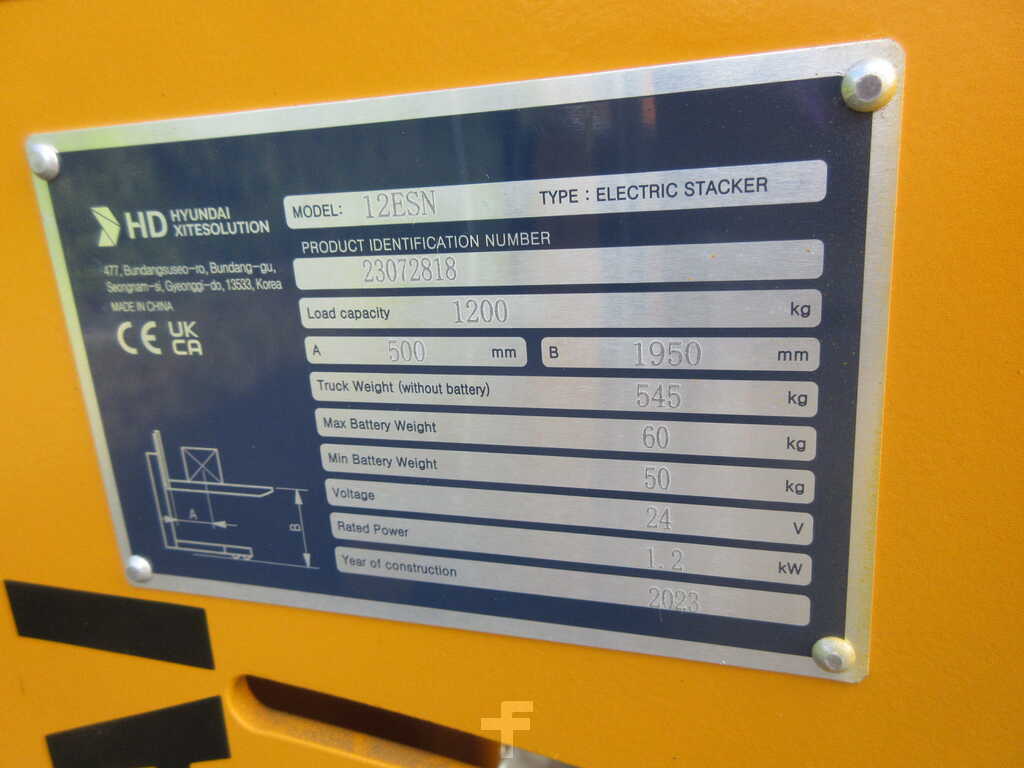 HD HYUNDAI
XITESOLUTION
477, Bundangsuseo-ro, Bundang-gu,
Seongnam-si, Gyeonggi-do, 13533, Korea
MADE IN CHINA
CE UK
CA
MODEL: 12ESN TYPE : ELECTRIC STACKER
PRODUCT IDENTIFICATION NUMBER
23072818
Load capacity 1200 kg
A 500 mm B 1950 mm
Truck Weight (without battery) 545 kg
Max Battery Weight 60 kg
Min Battery Weight 50 kg
Voltage 24 V
Rated Power 1.2 kW
Year of construction 2023
A
B